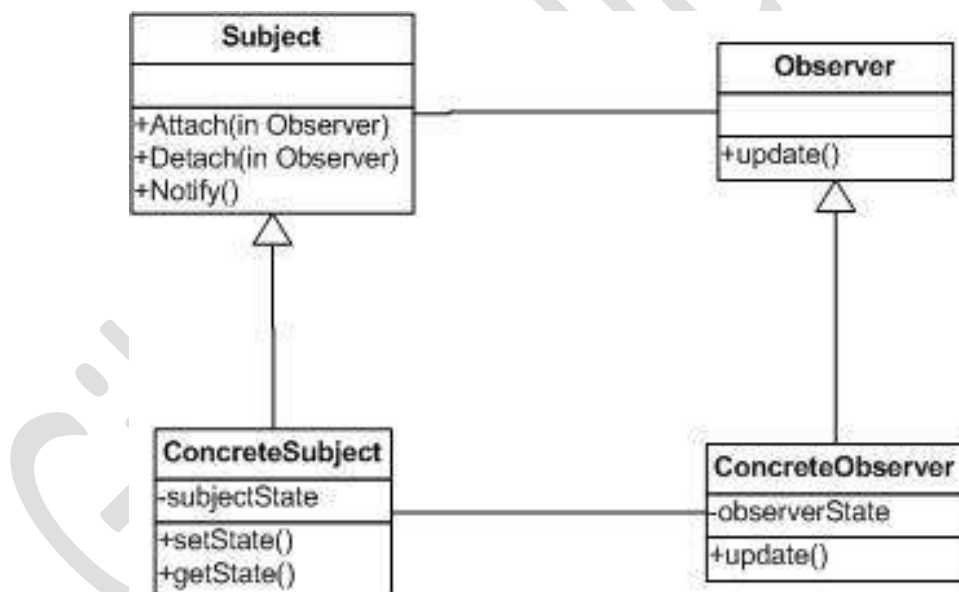 Subject
+Attach(in Observer)
+Detach(in Observer)
+Notify()
Observer
+update()
ConcreteSubject
-subjectState
+setState()
+getState()
ConcreteObserver
-observerState
+update()